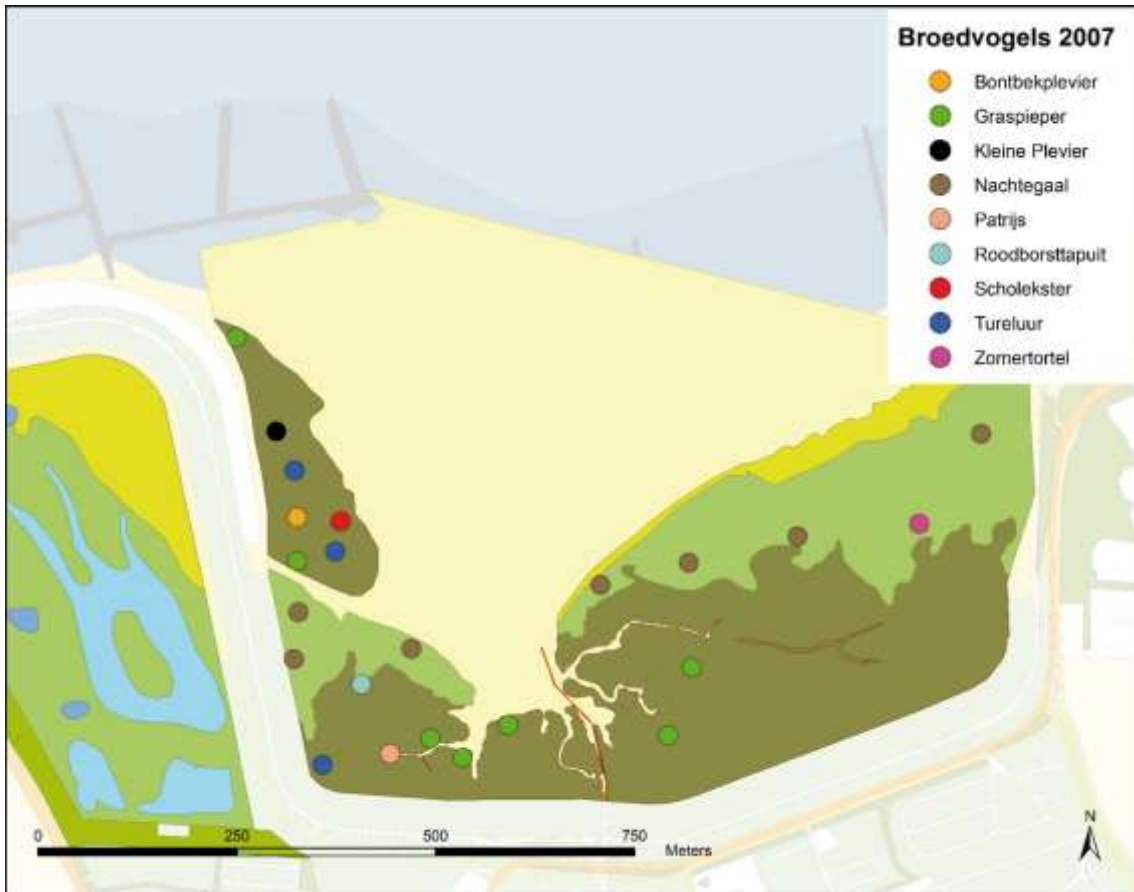 Broedvogels 2007
Bontbekplevier
Graspieper
Kleine Plevier
Nachtegaal
Patrijs
Roodborsttapuit
Scholekster
Tureluur
Zomertortel
0 250 500 750
Meters
N